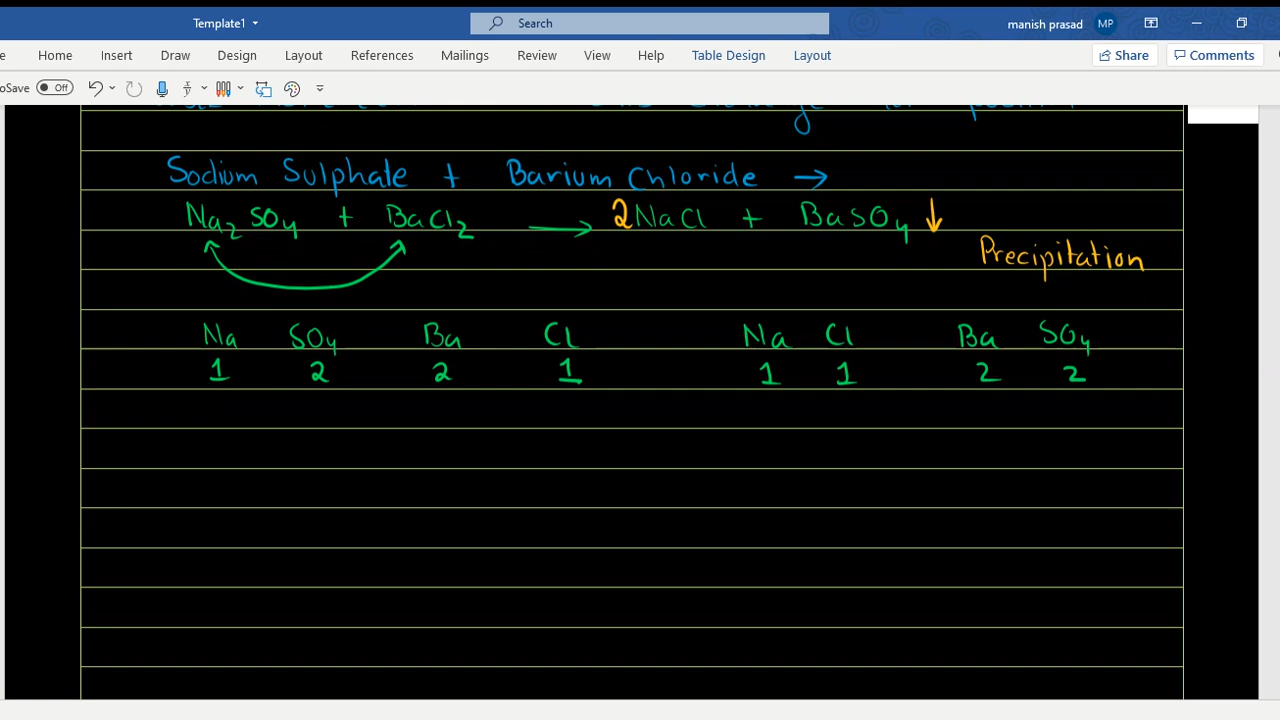 Template1
Search
manish prasad MP
Home Insert Draw Design Layout References Mailings Review View Help Table Design Layout Share Comments
oSave Off
Sodium Sulphate + Barium Chloride →
Na₂SO₄ + BaCl₂ → 2NaCl + BaSO₄ ↓
Precipitation
Na SO₄ Ba Cl Na Cl Ba SO₄
1 2 2 1 1 1 2 2